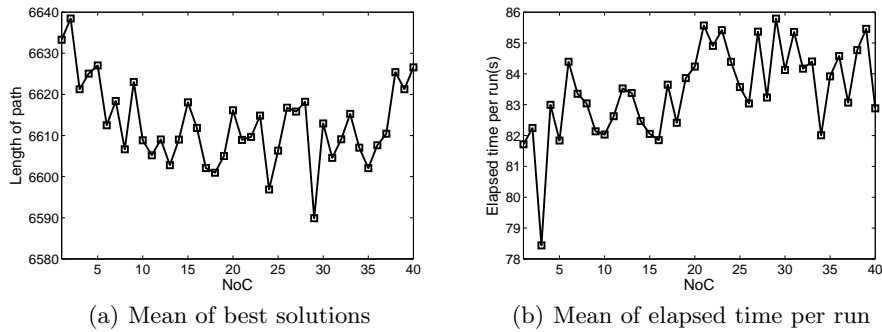 6640
6630
6620
6610
6600
6590
6580
Length of path
5 10 15 20 25 30 35 40
NoC
(a) Mean of best solutions
86
85
84
83
82
81
80
79
78
Elapsed time per run(s)
5 10 15 20 25 30 35 40
NoC
(b) Mean of elapsed time per run